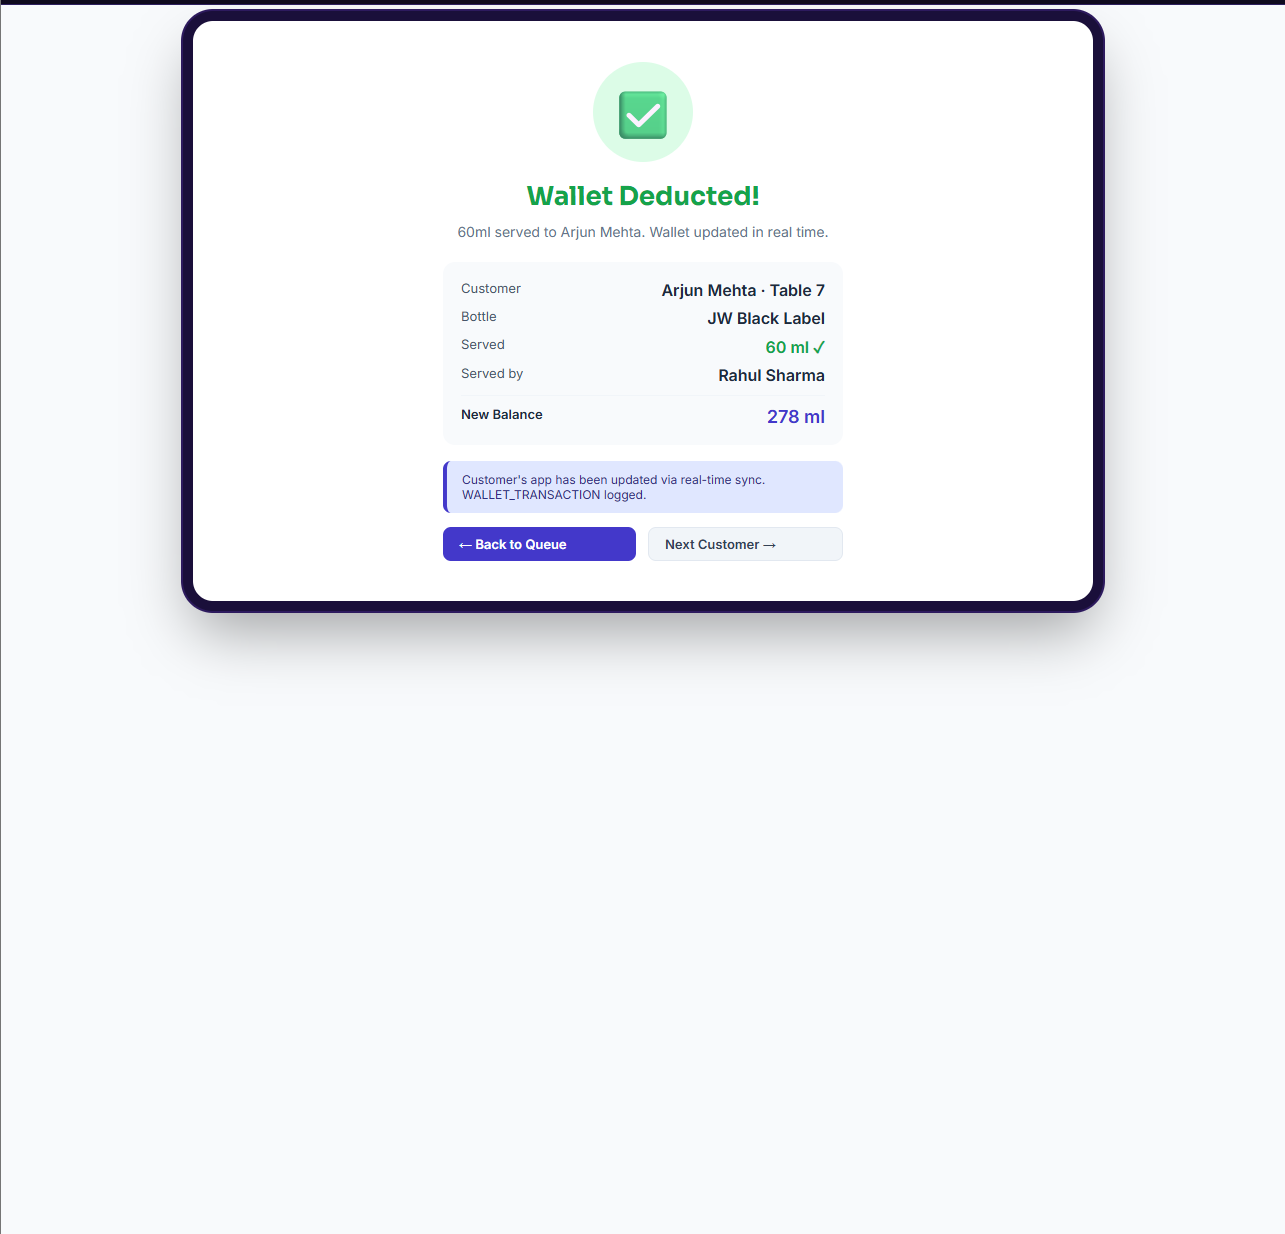 Wallet Deducted!
60ml served to Arjun Mehta. Wallet updated in real time.
Customer Arjun Mehta · Table 7
Bottle JW Black Label
Served 60 ml ✓
Served by Rahul Sharma
New Balance 278 ml
Customer's app has been updated via real-time sync.
WALLET_TRANSACTION logged.
← Back to Queue Next Customer →